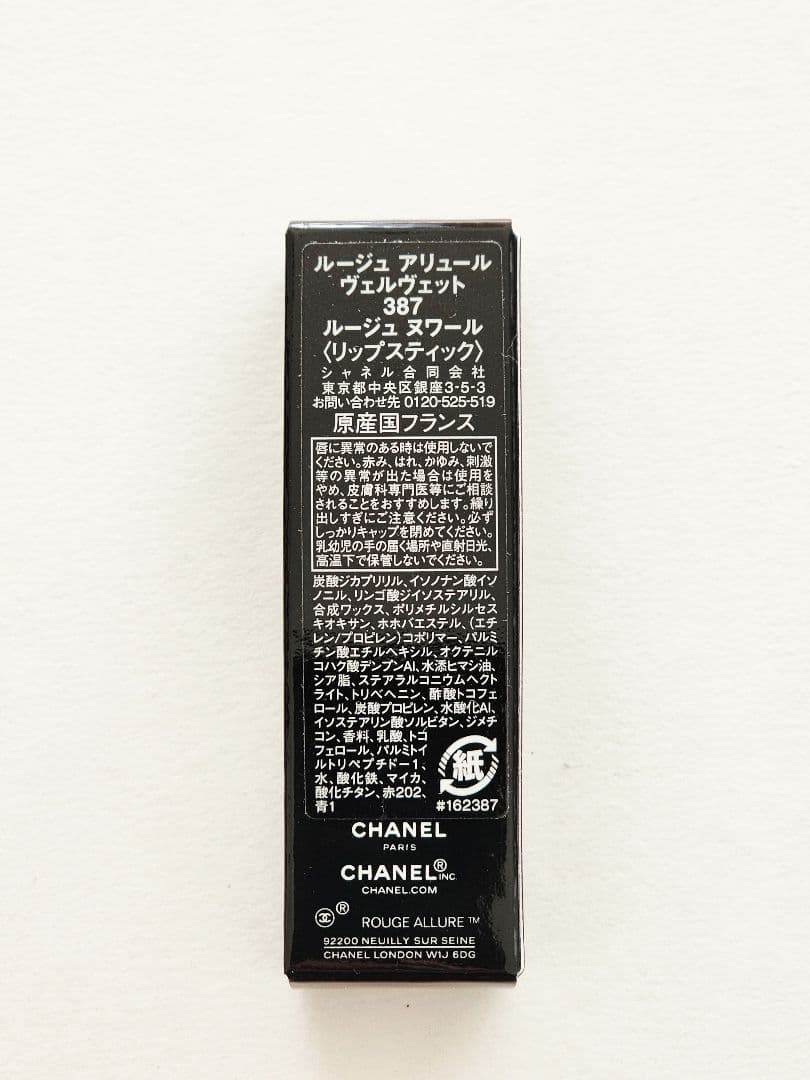 ルージュ アリュール
ヴェルヴェット
387
ルージュ ヌワール
〈リップスティック〉
シャネル合同会社
東京都中央区銀座3-5-3
お問い合わせ先 0120-525-519
原産国フランス
唇に異常のある時は使用しないで
ください。赤み、はれ、かゆみ、刺激
等の異常が出た場合は使用を
やめ、皮膚科専門医等にご相談
されることをおすすめします。繰り
出しすぎにご注意ください。必ず
しっかりキャップを閉めてください。
乳幼児の手の届く場所や直射日光、
高温下で保管しないでください。
炭酸ジカプリリル、イソノナン酸イソ
ノニル、リンゴ酸ジイソステアリル、
合成ワックス、ポリメチルシルセス
キオキサン、ホホバエステル、(エチ
レン/プロピレン)コポリマー、パルミ
チン酸エチルヘキシル、オクテニル
コハク酸デンプンAl、水添ヒマシ油、
シア脂、ステアラルコニウムヘクト
ライト、トリベヘニン、酢酸トコフェ
ロール、炭酸プロピレン、水酸化Al、
イソステアリン酸ソルビタン、ジメチ
コン、香料、乳酸、トコ
フェロール、パルミトイ
ルトリペプチドー1、
水、酸化鉄、マイカ、
酸化チタン、赤202、
青1
紙
#162387
CHANEL
PARIS
CHANEL® INC.
CHANEL.COM
® ROUGE ALLURE™
92200 NEUILLY SUR SEINE
CHANEL LONDON W1J 6DG